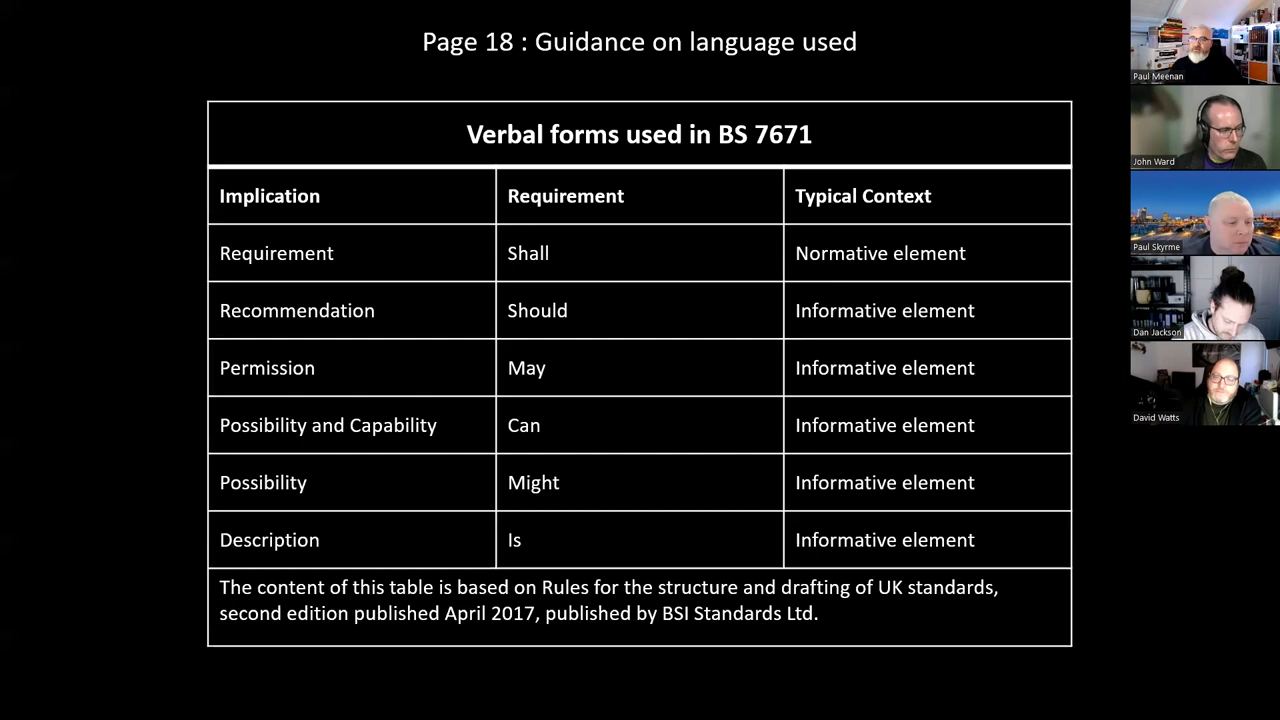 Page 18 : Guidance on language used
Verbal forms used in BS 7671
Implication Requirement Typical Context
Requirement Shall Normative element
Recommendation Should Informative element
Permission May Informative element
Possibility and Capability Can Informative element
Possibility Might Informative element
Description Is Informative element
The content of this table is based on Rules for the structure and drafting of UK standards,
second edition published April 2017, published by BSI Standards Ltd.
Paul Meenan
John Ward
Paul Skyrme
Dan Jackson
David Watts